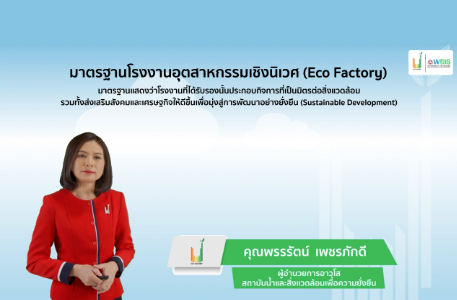 มาตรฐานโรงงานอุตสาหกรรมเชิงนิเวศ (Eco Factory)
มาตรฐานแสดงว่าโรงงานที่ได้รับรองนั้นประกอบกิจการที่เป็นมิตรต่อสิ่งแวดล้อม
รวมทั้งส่งเสริมสังคมและเศรษฐกิจให้ดีขึ้นเพื่อมุ่งสู่การพัฒนาอย่างยั่งยืน (Sustainable Development)
คุณพรรรัตน์ เพชรภักดี
ผู้อำนวยการอาวุโส
สถาบันน้ำและสิ่งแวดล้อมเพื่อความยั่งยืน